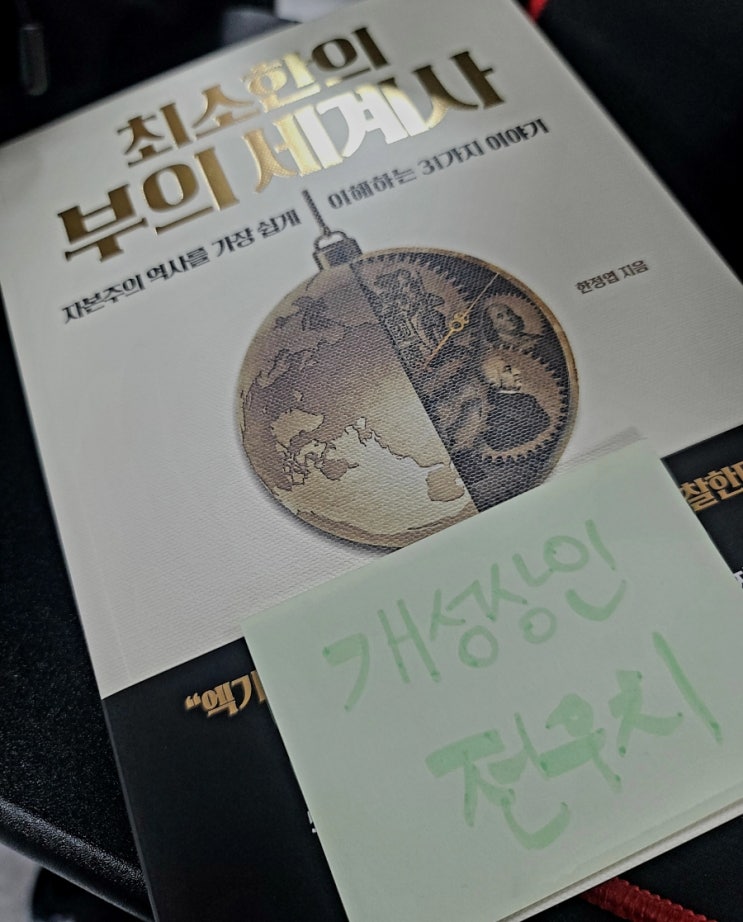 최소한의
부의 세계사
자본주의 역사를 가장 쉽게 이해하는 31가지 이야기
한정엽 지음
개성상인
전우치